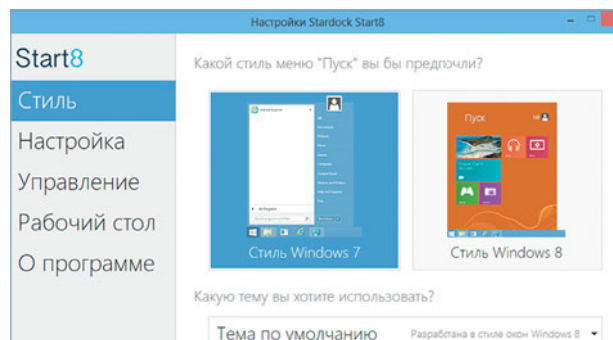 Настройки Stardock Start8
Start8
Какой стиль меню "Пуск" вы бы предпочли?
Стиль
Настройка
Управление
Рабочий стол
О программе
Пуск
Стиль Windows 7
Стиль Windows 8
Какую тему вы хотите использовать?
Тема по умолчанию
Разработана в стиле окон Windows 8